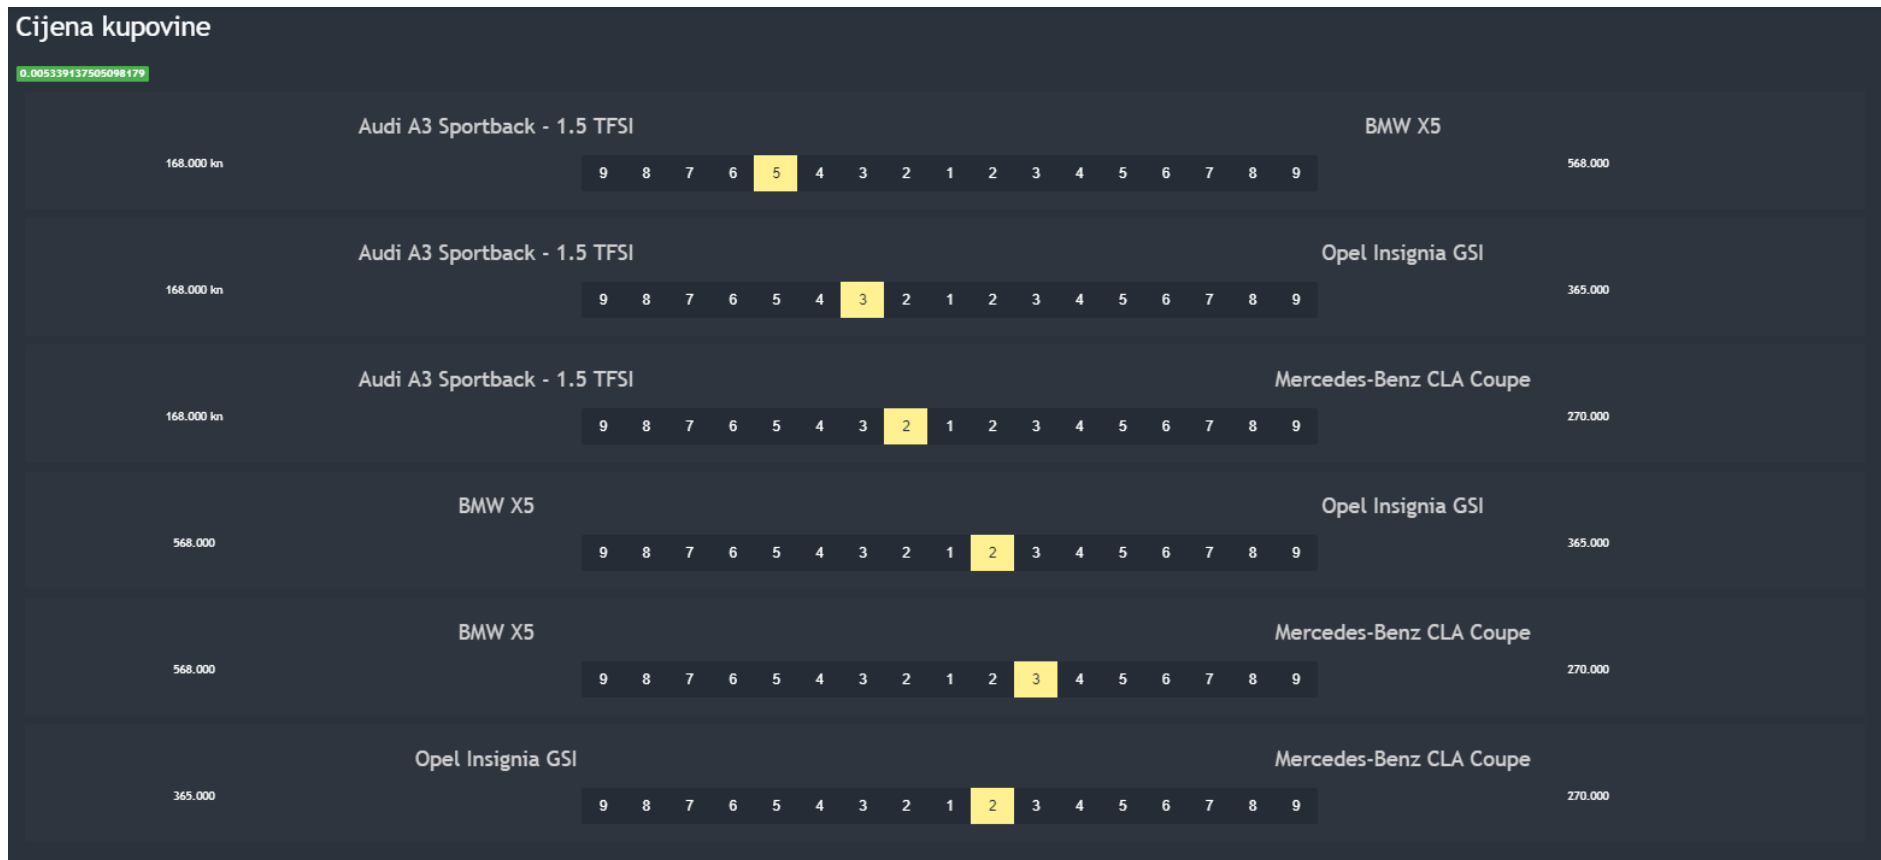 Cijena kupovine
0.005339137505098179
Audi A3 Sportback - 1.5 TFSI BMW X5
168.000 kn 568.000
9 8 7 6 5 4 3 2 1 2 3 4 5 6 7 8 9
Audi A3 Sportback - 1.5 TFSI Opel Insignia GSI
168.000 kn 365.000
9 8 7 6 5 4 3 2 1 2 3 4 5 6 7 8 9
Audi A3 Sportback - 1.5 TFSI Mercedes-Benz CLA Coupe
168.000 kn 270.000
9 8 7 6 5 4 3 2 1 2 3 4 5 6 7 8 9
BMW X5 Opel Insignia GSI
568.000 365.000
9 8 7 6 5 4 3 2 1 2 3 4 5 6 7 8 9
BMW X5 Mercedes-Benz CLA Coupe
568.000 270.000
9 8 7 6 5 4 3 2 1 2 3 4 5 6 7 8 9
Opel Insignia GSI Mercedes-Benz CLA Coupe
365.000 270.000
9 8 7 6 5 4 3 2 1 2 3 4 5 6 7 8 9